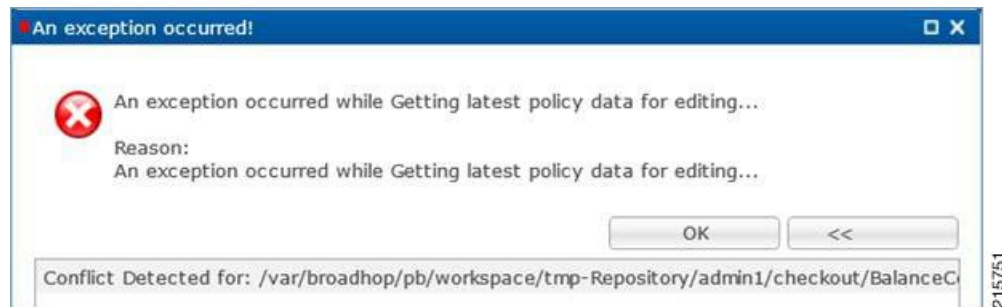 An exception occurred!
An exception occurred while Getting latest policy data for editing...
Reason:
An exception occurred while Getting latest policy data for editing...
OK
<<
Conflict Detected for: /var/broadhop/pb/workspace/tmp-Repository/admin1/checkout/BalanceC